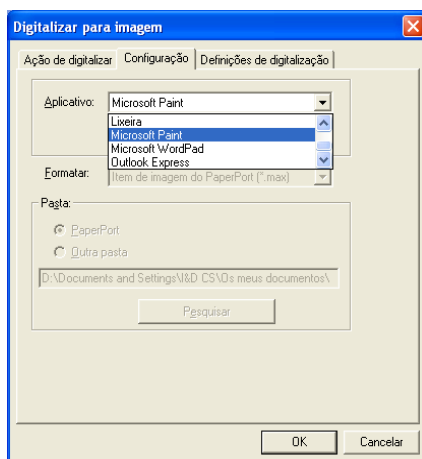 Digitalizar para imagem
Ação de digitalizar Configuração Definições de digitalização
Aplicativo: Microsoft Paint
Lixeira
Microsoft Paint
Microsoft WordPad
Outlook Express
Formatar: Item de imagem do PaperPort (*.max)
Pasta:
PaperPort
Outra pasta
D:\Documents and Settings\I&D CS\Os meus documentos\
Pesquisar
OK Cancelar